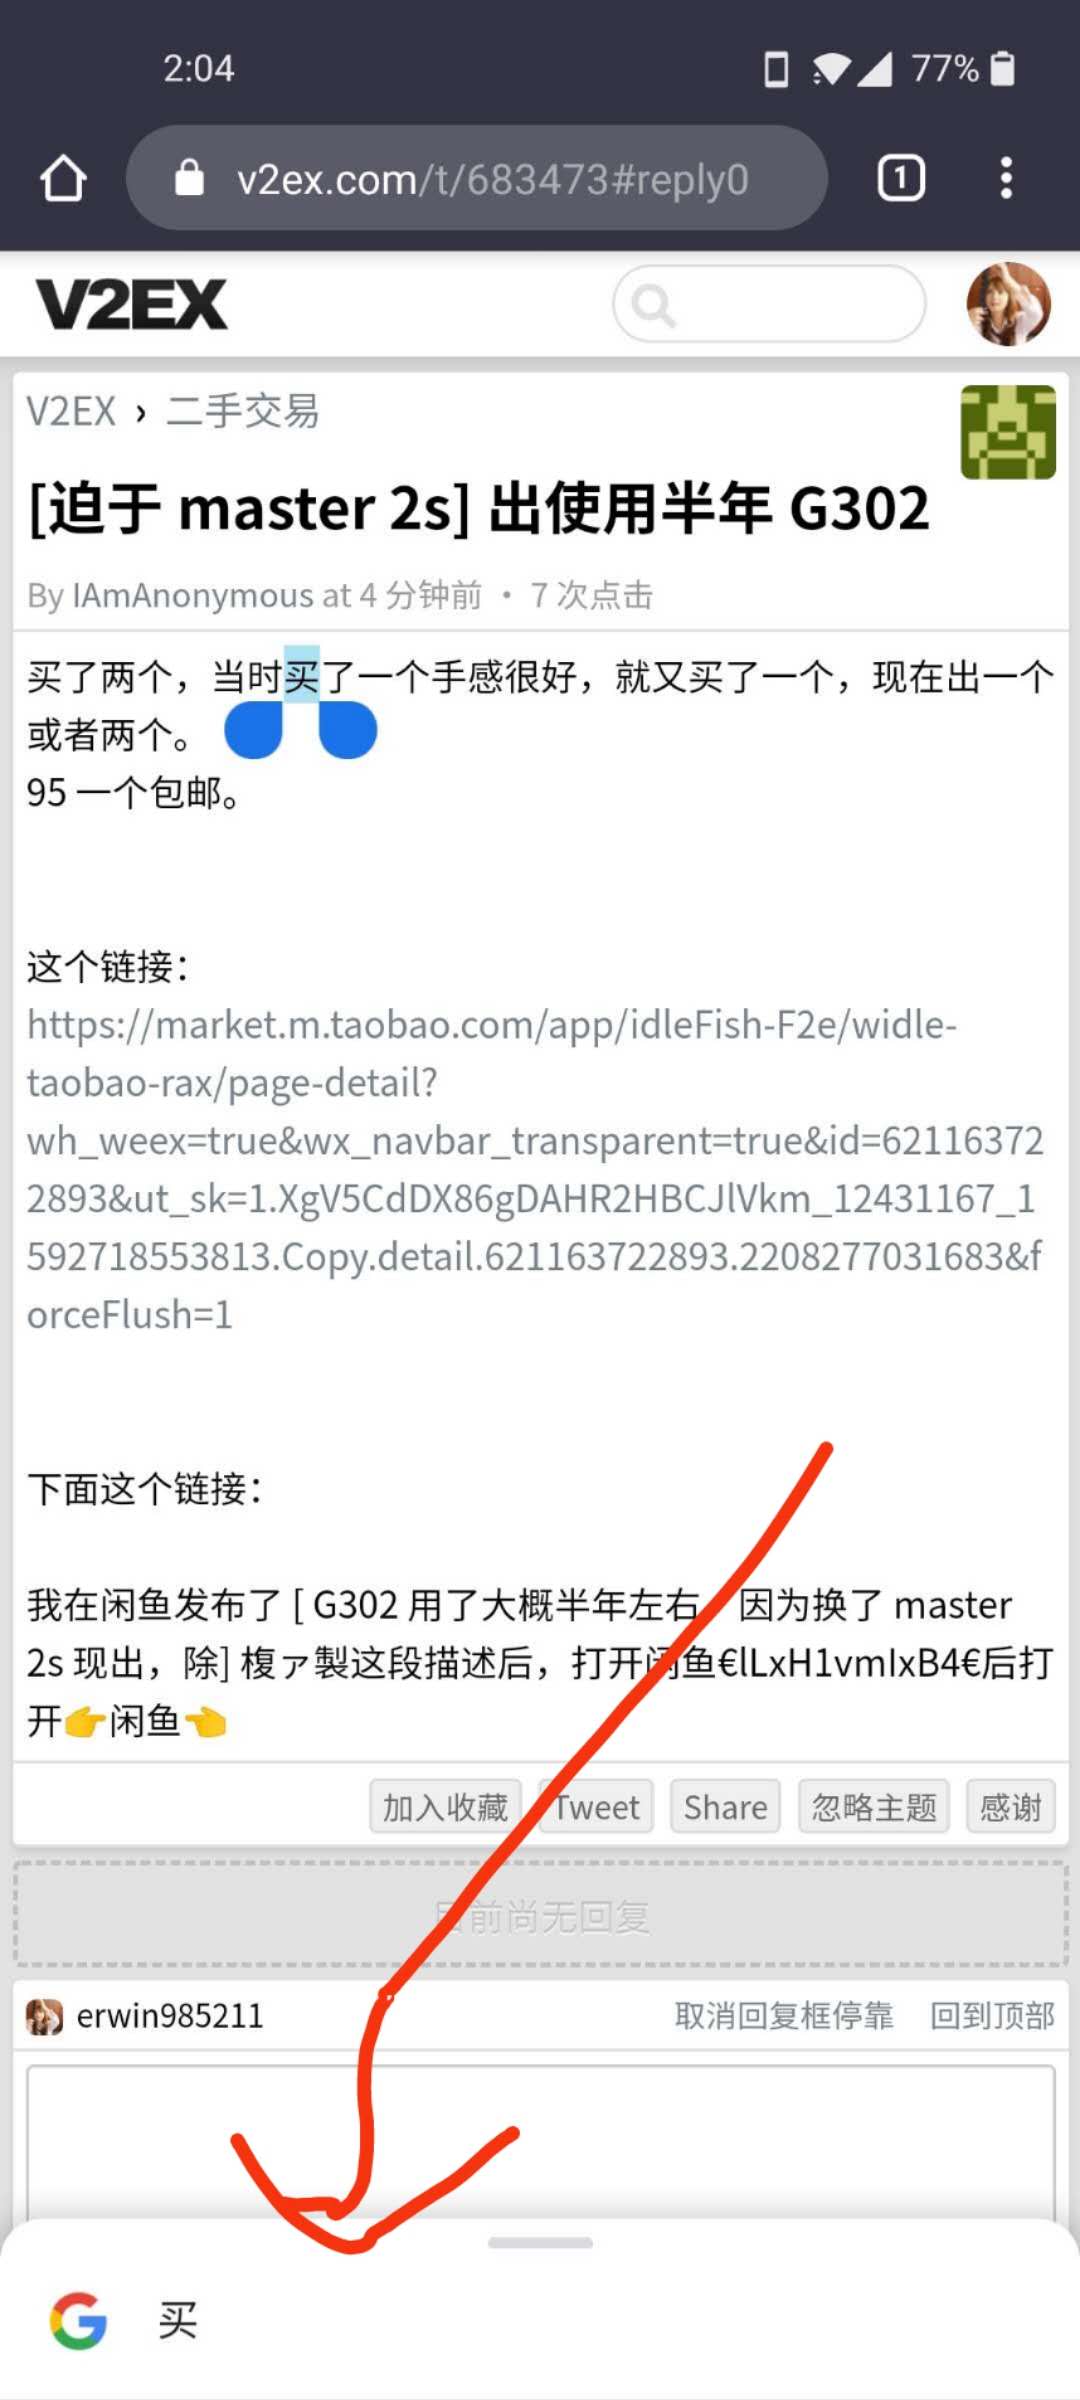 2:04
77%
v2ex.com/t/683473#reply0
1
V2EX
V2EX › 二手交易
[迫于 master 2s] 出使用半年 G302
By IAmAnonymous at 4 分钟前 · 7 次点击
买了两个，当时买了一个手感很好，就又买了一个，现在出一个
或者两个。
95 一个包邮。
这个链接：
https://market.m.taobao.com/app/idleFish-F2e/widle-
taobao-rax/page-detail?
wh_weex=true&wx_navbar_transparent=true&id=62116372
2893&ut_sk=1.XgV5CdDX86gDAHR2HBCJlVkm_12431167_1
592718553813.Copy.detail.621163722893.2208277031683&f
orceFlush=1
下面这个链接：
我在闲鱼发布了 [ G302 用了大概半年左右，因为换了 master
2s 现出，除] 椱ァ製这段描述后，打开闲鱼€lLxH1vmIxB4€后打
开👉闲鱼👈
加入收藏 Tweet Share 忽略主题 感谢
目前尚无回复
erwin985211 取消回复框停靠 回到顶部
买